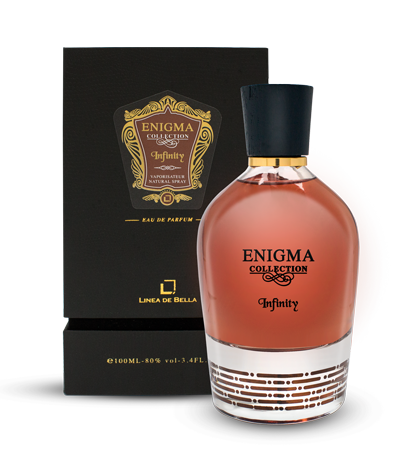 ENIGMA
COLLECTION
Infinity
VAPORISATEUR
NATURAL SPRAY
EAU DE PARFUM
LINEA DE BELLA
℮100ML-80% vol-3.4FL.
ENIGMA
COLLECTION
Infinity